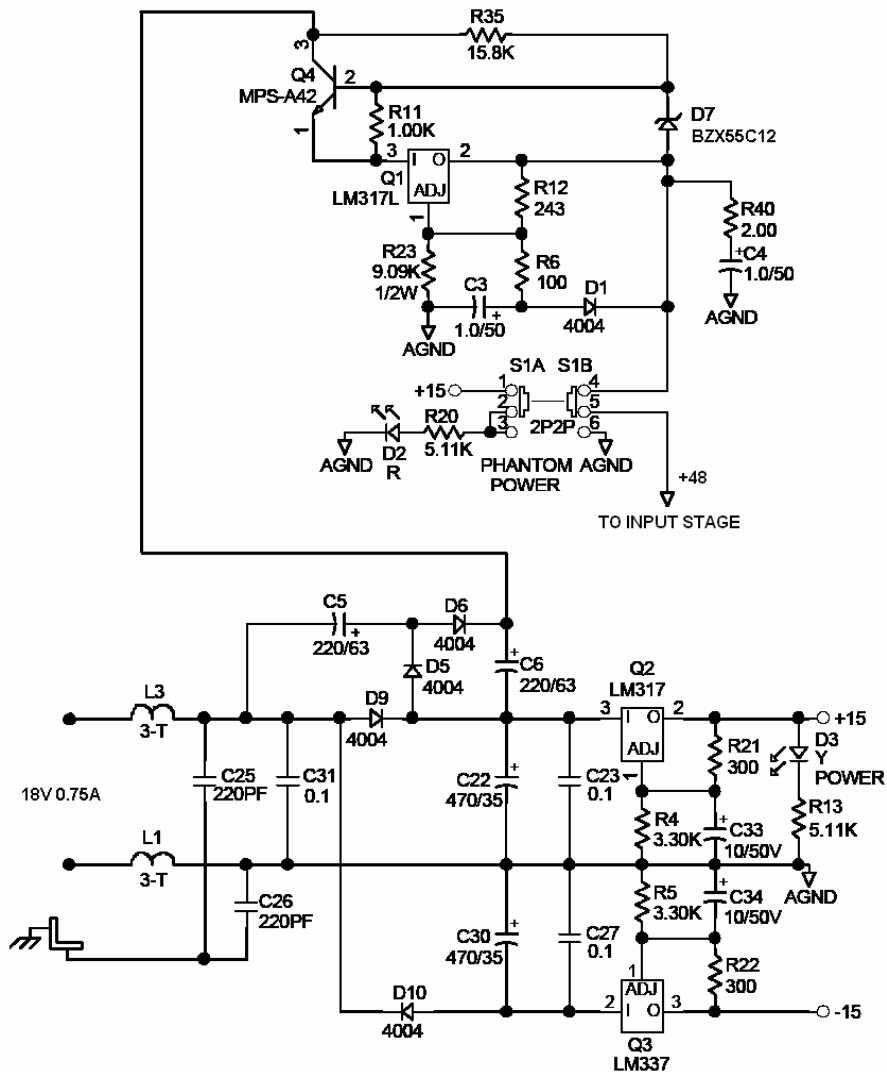 R35
15.8K
3
Q4
MPS-A42
2
1
R11
1.00K
D7
BZX55C12
3
I O
2
Q1
LM317L
ADJ
1
R12
243
R40
2.00
+
C4
1.0/50
AGND
R23
9.09K
1/2W
R6
100
C3
+
1.0/50
D1
4004
AGND
S1A S1B
+15
1
2
3
4
5
6
2P2P
R20
5.11K
D2
R
AGND
PHANTOM
POWER
AGND
+48
TO INPUT STAGE
C5
+
220/63
D6
4004
D5
4004
+
C6
220/63
L3
3-T
D9
4004
Q2
LM317
3
I O
2
ADJ
1
+15
R21
300
D3
Y
POWER
18V 0.75A
C25
220PF
C31
0.1
+
C22
470/35
C23
0.1
R4
3.30K
+
C33
10/50V
R13
5.11K
L1
3-T
AGND
C26
220PF
+
C30
470/35
C27
0.1
R5
3.30K
+
C34
10/50V
R22
300
D10
4004
1
ADJ
2
I O
3
-15
Q3
LM337